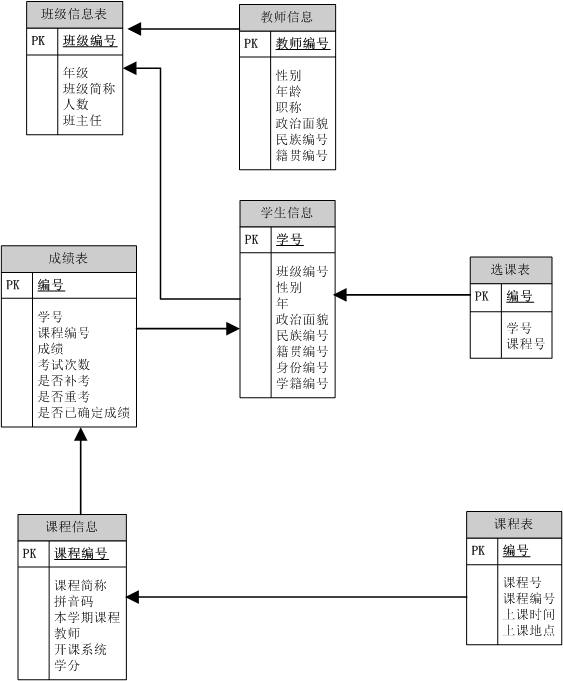 班级信息表
PK 班级编号
年级
班级简称
人数
班主任
教师信息
PK 教师编号
性别
年龄
职称
政治面貌
民族编号
籍贯编号
学生信息
PK 学号
班级编号
性别
年
政治面貌
民族编号
籍贯编号
身份编号
学籍编号
成绩表
PK 编号
学号
课程编号
成绩
考试次数
是否补考
是否重考
是否已确定成绩
选课表
PK 编号
学号
课程号
课程信息
PK 课程编号
课程简称
拼音码
本学期课程
教师
开课系统
学分
课程表
PK 编号
课程号
课程编号
上课时间
上课地点